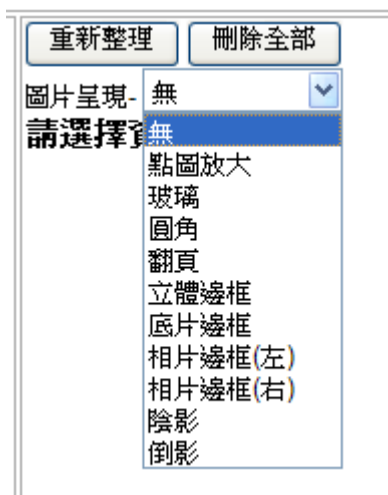 重新整理 刪除全部
圖片呈現- 無
請選擇
無
點圖放大
玻璃
圓角
翻頁
立體邊框
底片邊框
相片邊框(左)
相片邊框(右)
陰影
倒影